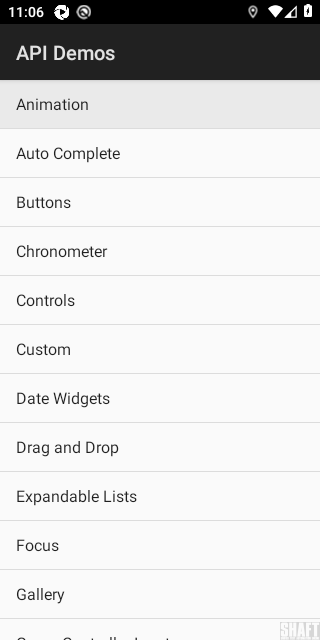 11:06
API Demos
Animation
Auto Complete
Buttons
Chronometer
Controls
Custom
Date Widgets
Drag and Drop
Expandable Lists
Focus
Gallery
SHAFT